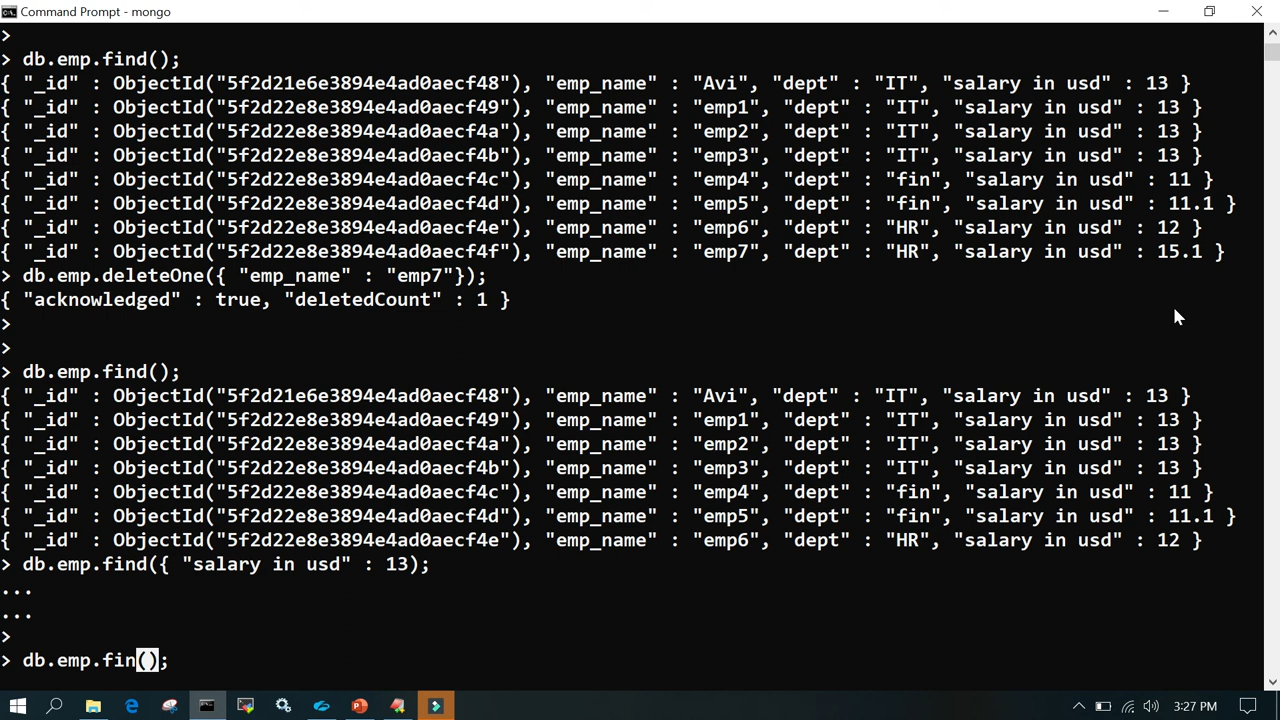 Command Prompt - mongo
>
> db.emp.find();
{ "_id" : ObjectId("5f2d21e6e3894e4ad0aecf48"), "emp_name" : "Avi", "dept" : "IT", "salary in usd" : 13 }
{ "_id" : ObjectId("5f2d22e8e3894e4ad0aecf49"), "emp_name" : "emp1", "dept" : "IT", "salary in usd" : 13 }
{ "_id" : ObjectId("5f2d22e8e3894e4ad0aecf4a"), "emp_name" : "emp2", "dept" : "IT", "salary in usd" : 13 }
{ "_id" : ObjectId("5f2d22e8e3894e4ad0aecf4b"), "emp_name" : "emp3", "dept" : "IT", "salary in usd" : 13 }
{ "_id" : ObjectId("5f2d22e8e3894e4ad0aecf4c"), "emp_name" : "emp4", "dept" : "fin", "salary in usd" : 11 }
{ "_id" : ObjectId("5f2d22e8e3894e4ad0aecf4d"), "emp_name" : "emp5", "dept" : "fin", "salary in usd" : 11.1 }
{ "_id" : ObjectId("5f2d22e8e3894e4ad0aecf4e"), "emp_name" : "emp6", "dept" : "HR", "salary in usd" : 12 }
{ "_id" : ObjectId("5f2d22e8e3894e4ad0aecf4f"), "emp_name" : "emp7", "dept" : "HR", "salary in usd" : 15.1 }
> db.emp.deleteOne({ "emp_name" : "emp7"});
{ "acknowledged" : true, "deletedCount" : 1 }
>
>
> db.emp.find();
{ "_id" : ObjectId("5f2d21e6e3894e4ad0aecf48"), "emp_name" : "Avi", "dept" : "IT", "salary in usd" : 13 }
{ "_id" : ObjectId("5f2d22e8e3894e4ad0aecf49"), "emp_name" : "emp1", "dept" : "IT", "salary in usd" : 13 }
{ "_id" : ObjectId("5f2d22e8e3894e4ad0aecf4a"), "emp_name" : "emp2", "dept" : "IT", "salary in usd" : 13 }
{ "_id" : ObjectId("5f2d22e8e3894e4ad0aecf4b"), "emp_name" : "emp3", "dept" : "IT", "salary in usd" : 13 }
{ "_id" : ObjectId("5f2d22e8e3894e4ad0aecf4c"), "emp_name" : "emp4", "dept" : "fin", "salary in usd" : 11 }
{ "_id" : ObjectId("5f2d22e8e3894e4ad0aecf4d"), "emp_name" : "emp5", "dept" : "fin", "salary in usd" : 11.1 }
{ "_id" : ObjectId("5f2d22e8e3894e4ad0aecf4e"), "emp_name" : "emp6", "dept" : "HR", "salary in usd" : 12 }
> db.emp.find({ "salary in usd" : 13);
...
...
>
> db.emp.fin();
3:27 PM